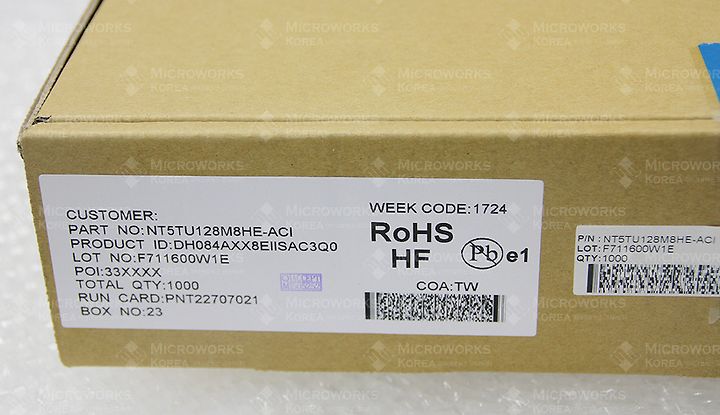 CUSTOMER:
PART NO:NT5TU128M8HE-ACI
PRODUCT ID:DH084AXX8EIISAC3Q0
LOT NO:F711600W1E
POI:33XXXX
TOTAL QTY:1000
RUN CARD:PNT22707021
BOX NO:23
WEEK CODE:1724
RoHS
HF
Pb e1
COA:TW
P/N : NT5TU128M8HE-ACI
LOT: F711600W1E
QTY: 1000
MICROWORKS
KOREA